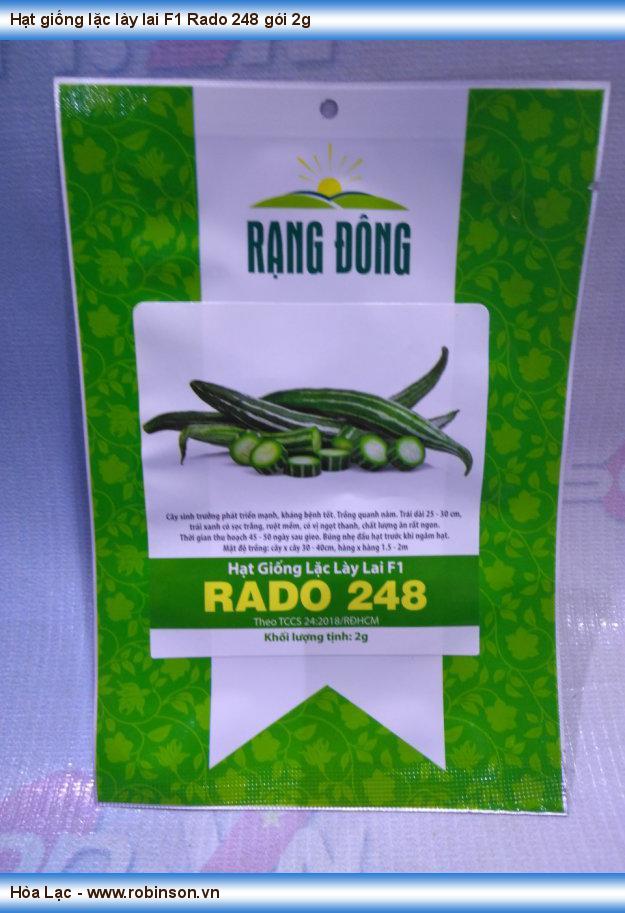 Hạt giống lặc lày lai F1 Rado 248 gói 2g
RẠNG ĐÔNG
Cây sinh trưởng phát triển mạnh, kháng bệnh tốt. Trồng quanh năm. Trái dài 25 - 30 cm,
trái xanh có sọc trắng, ruột mềm, có vị ngọt thanh, chất lượng ăn rất ngon.
Thời gian thu hoạch 45 - 50 ngày sau gieo. Búng nhẹ đầu hạt trước khi ngâm hạt.
Mật độ trồng: cây x cây 30 - 40cm, hàng x hàng 1.5 - 2m
Hạt Giống Lặc Lày Lai F1
RADO 248
Theo TCCS 24:2018/RĐHCM
Khối lượng tịnh: 2g
Hòa Lạc - www.robinson.vn